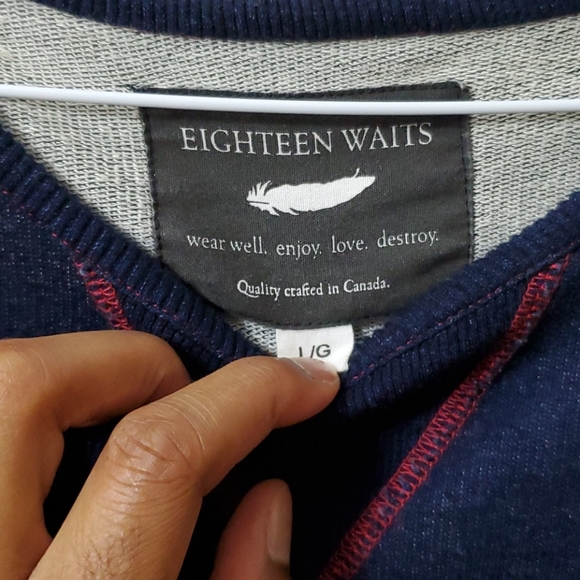 EIGHTEEN WAITS
wear well. enjoy. love. destroy.
Quality crafted in Canada.
L/G